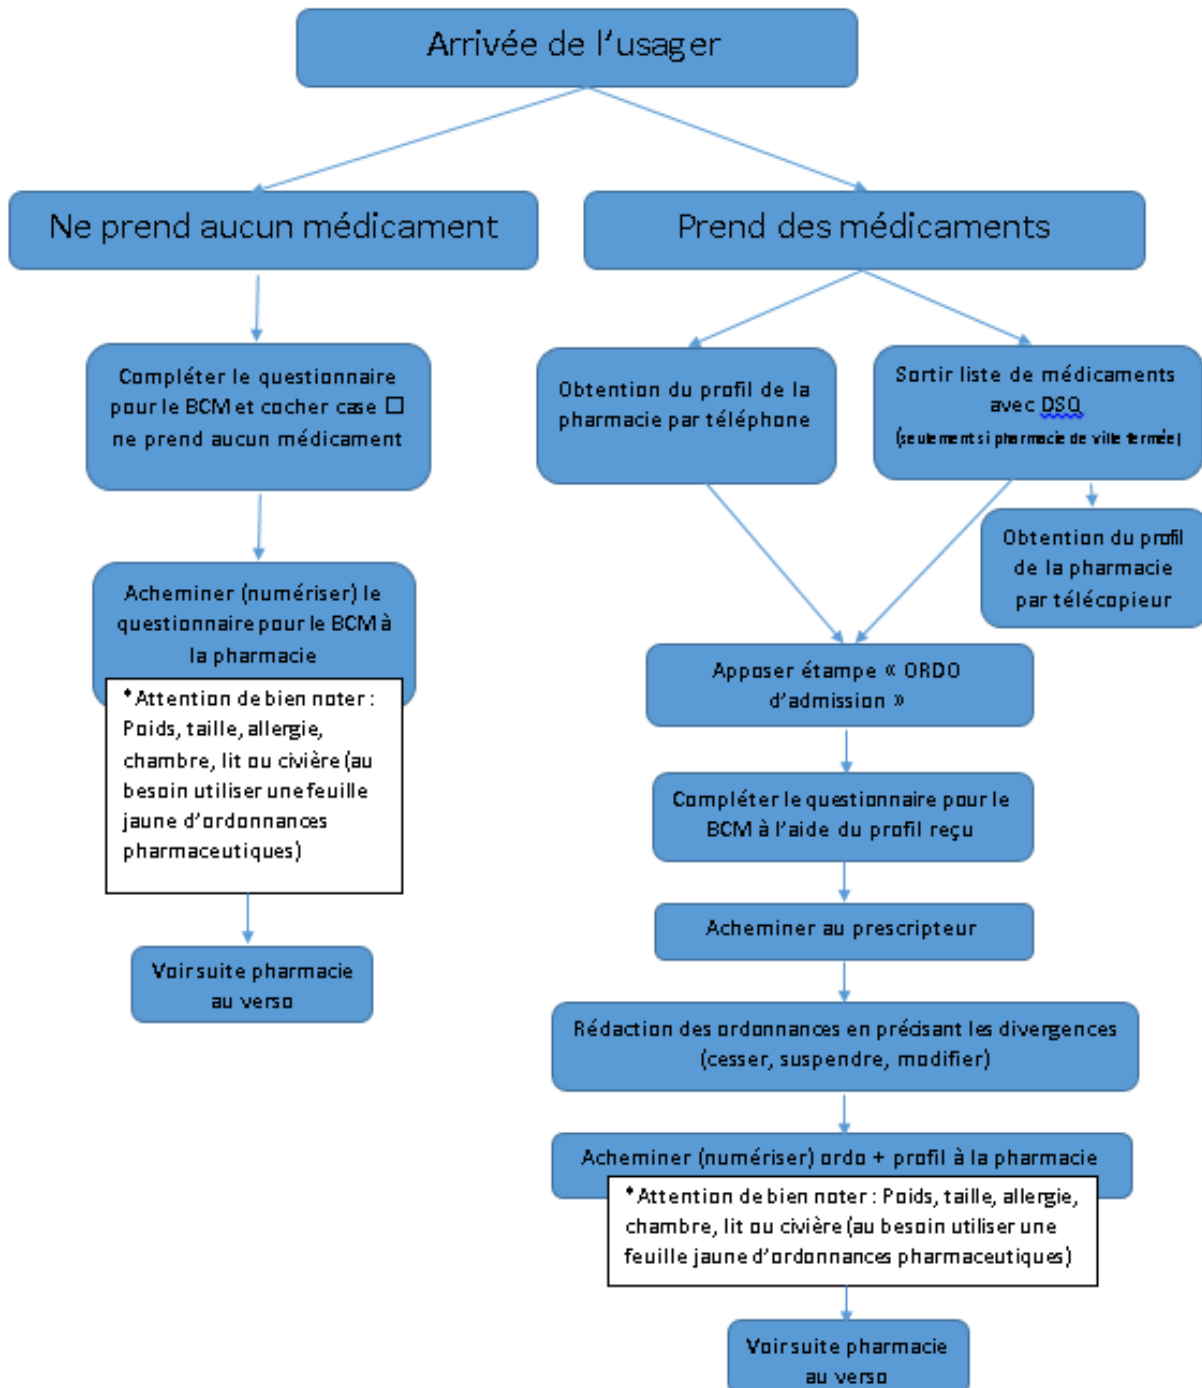 Arrivée de l'usager
Ne prend aucun médicament
Prend des médicaments
Compléter le questionnaire
pour le BCM et cocher case □
ne prend aucun médicament
Obtention du profil de la
pharmacie par téléphone
Sortir liste de médicaments
avec DSQ
(seulement si pharmacie de ville fermée)
Obtention du profil
de la pharmacie
par télécopieur
Acheminer (numériser) le
questionnaire pour le BCM à
la pharmacie
*Attention de bien noter :
Poids, taille, allergie,
chambre, lit ou civière (au
besoin utiliser une feuille
jaune d'ordonnances
pharmaceutiques)
Voir suite pharmacie
au verso
Apposer étampe « ORDO
d'admission »
Compléter le questionnaire pour le
BCM à l'aide du profil reçu
Acheminer au prescripteur
Rédaction des ordonnances en précisant les divergences
(cesser, suspendre, modifier)
Acheminer (numériser) ordo + profil à la pharmacie
*Attention de bien noter : Poids, taille, allergie,
chambre, lit ou civière (au besoin utiliser une
feuille jaune d'ordonnances pharmaceutiques)
Voir suite pharmacie
au verso